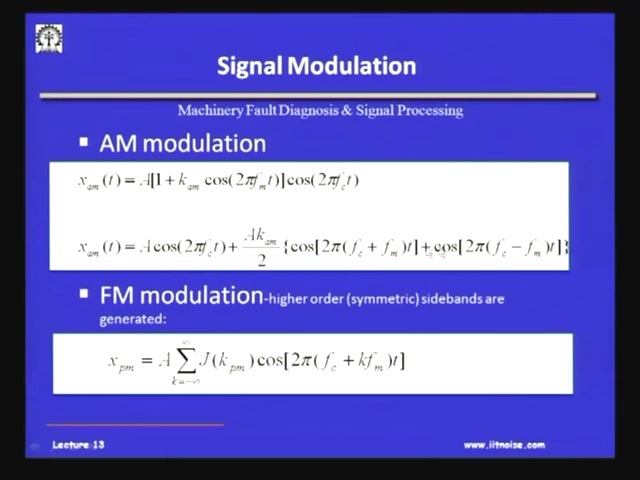 Signal Modulation
Machinery Fault Diagnosis & Signal Processing
▪ AM modulation
x_am(t) = A[1 + k_am cos(2πf_m t)]cos(2πf_c t)
x_am(t) = A cos(2πf_c t) + Ak_am/2 {cos[2π(f_c + f_m)t] + cos[2π(f_c − f_m)t]}
▪ FM modulation-higher order (symmetric) sidebands are
generated:
x_pm = A ∑_{k=−∞}^{∞} J(k_pm) cos[2π(f_c + kf_m)t]
Lecture 13
www.iitnoise.com